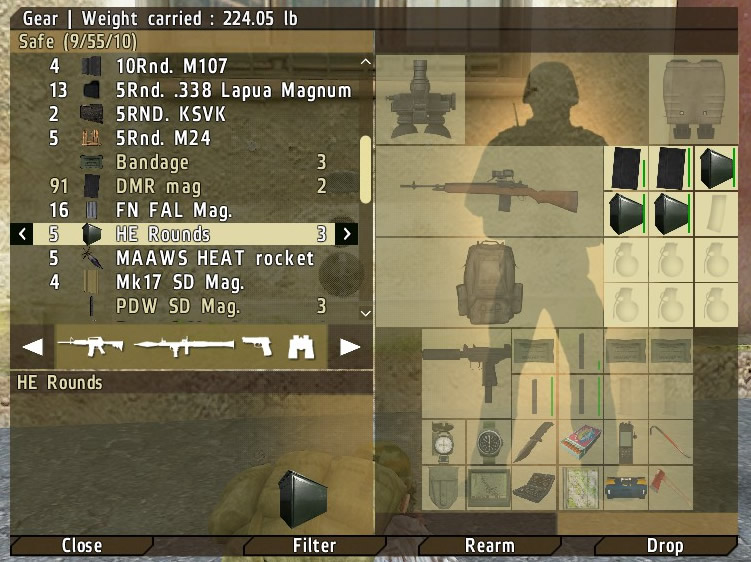 Gear | Weight carried : 224.05 lb
Safe (9/55/10)
4 10Rnd. M107
13 5Rnd. .338 Lapua Magnum
2 5RND. KSVK
5 5Rnd. M24
Bandage 3
91 DMR mag 2
16 FN FAL Mag.
< 5 HE Rounds 3 >
5 MAAWS HEAT rocket
4 Mk17 SD Mag.
PDW SD Mag. 3
HE Rounds
Close Filter Rearm Drop